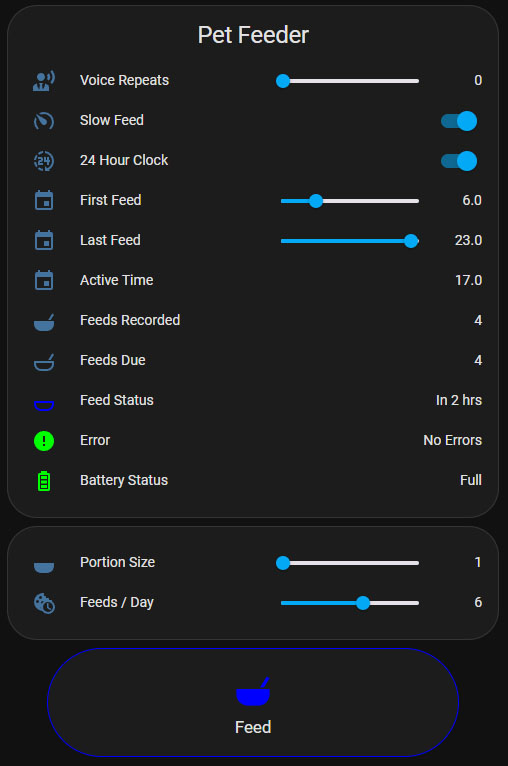 Pet Feeder
Voice Repeats 0
Slow Feed
24 24 Hour Clock
First Feed 6.0
Last Feed 23.0
Active Time 17.0
Feeds Recorded 4
Feeds Due 4
Feed Status In 2 hrs
Error No Errors
Battery Status Full
Portion Size 1
Feeds / Day 6
Feed